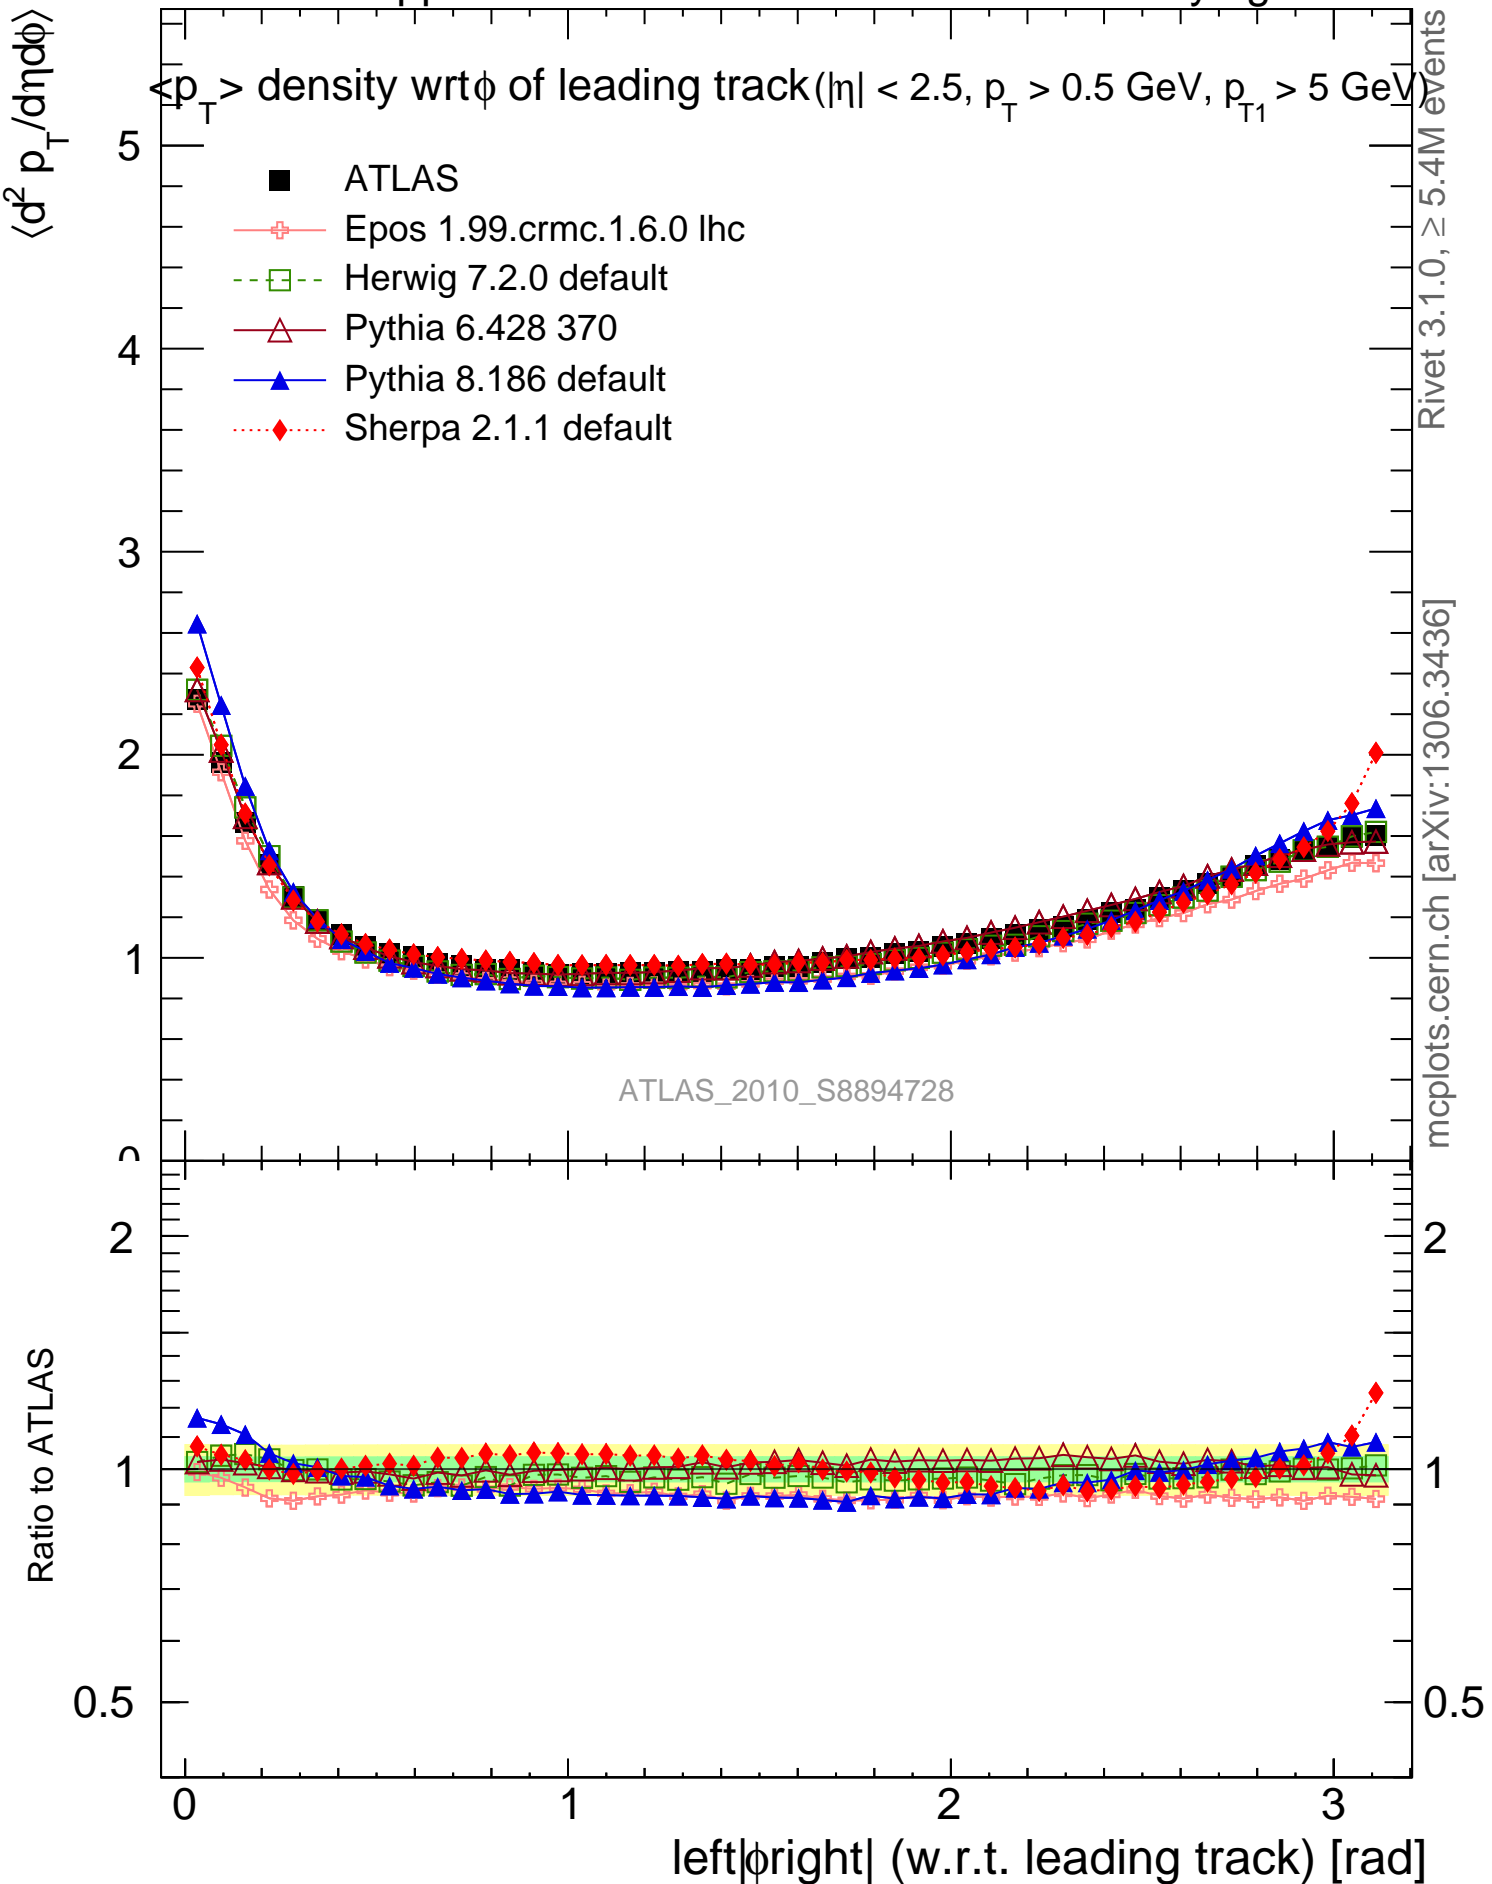 <p_T> density wrt ϕ of leading track (|η| < 2.5, p_T > 0.5 GeV, p_T1 > 5 GeV)
⟨d² p_T/dηdϕ⟩
ATLAS
Epos 1.99.crmc.1.6.0 lhc
Herwig 7.2.0 default
Pythia 6.428 370
Pythia 8.186 default
Sherpa 2.1.1 default
5
4
3
2
1
0
ATLAS_2010_S8894728
Rivet 3.1.0, ≥ 5.4M events
mcplots.cern.ch [arXiv:1306.3436]
Ratio to ATLAS
2
1
0.5
2
1
0.5
0
1
2
3
left|ϕright| (w.r.t. leading track) [rad]